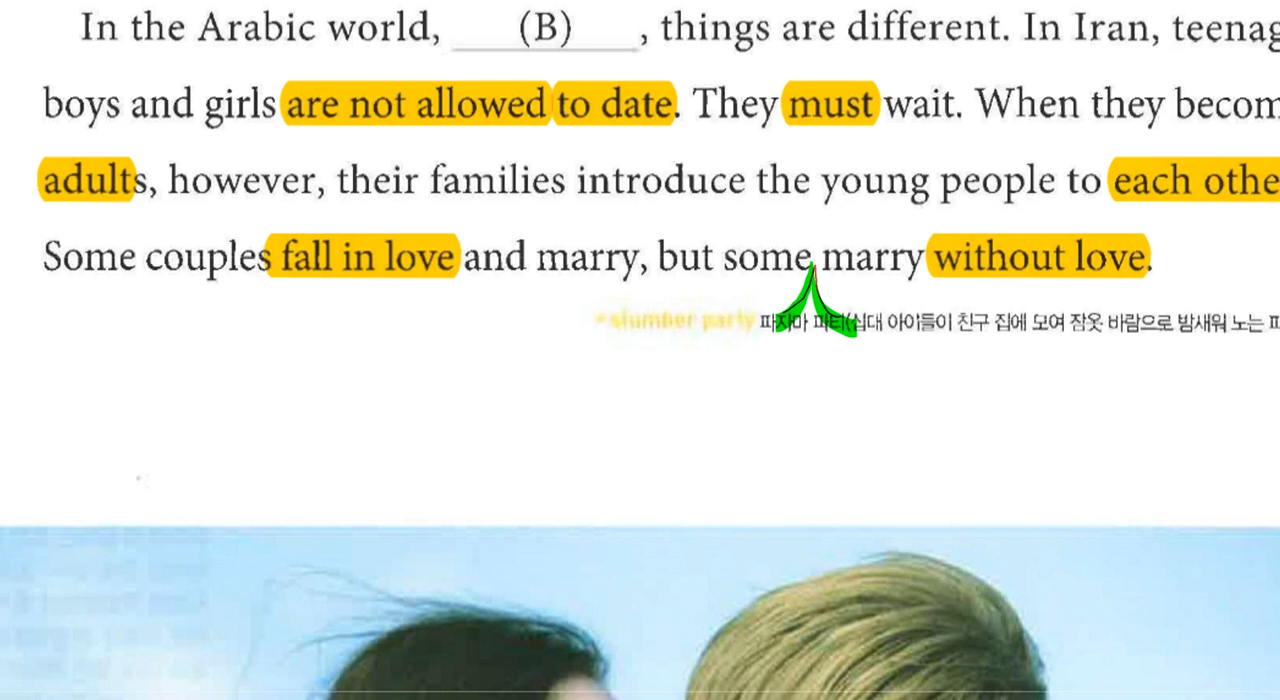 In the Arabic world, (B) , things are different. In Iran, teenag
boys and girls are not allowed to date. They must wait. When they becom
adults, however, their families introduce the young people to each othe
Some couples fall in love and marry, but some marry without love.
* slumber party 파자마 파티(십대 아이들이 친구 집에 모여 잠옷 바람으로 밤새워 노는 파